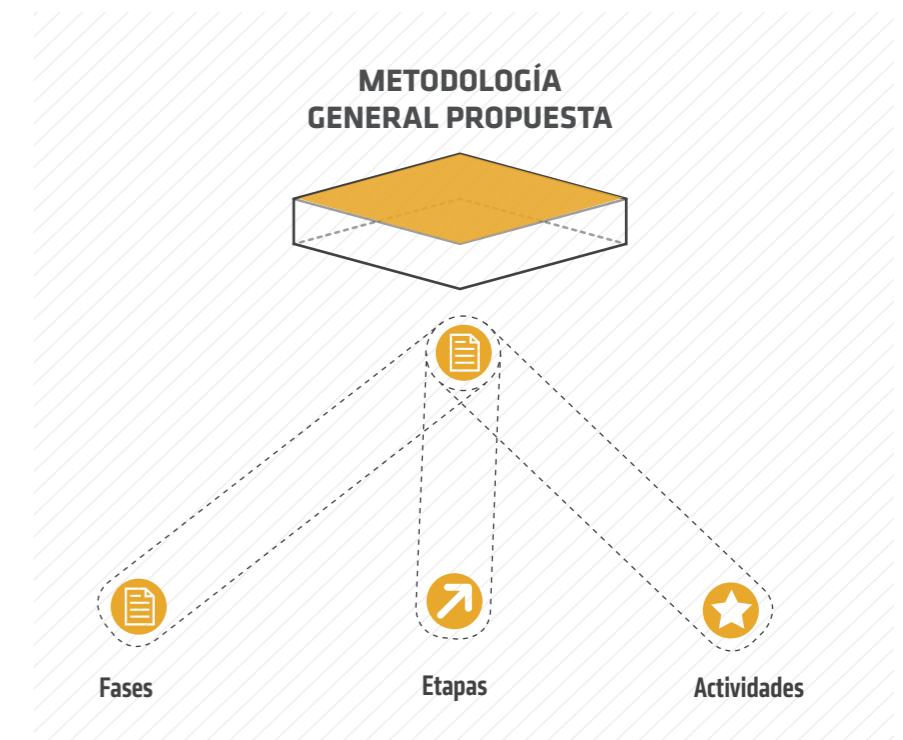 METODOLOGÍA
GENERAL PROPUESTA
Fases
Etapas
Actividades